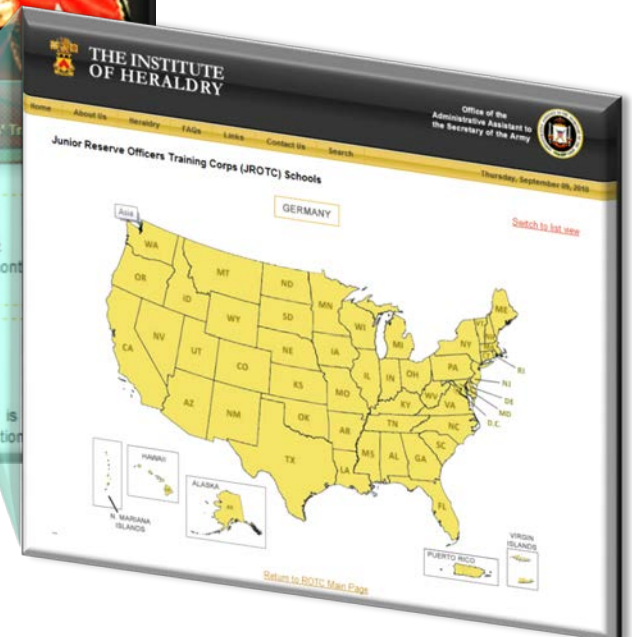 THE INSTITUTE
OF HERALDRY
Office of the
Administrative Assistant to
the Secretary of the Army
Home About Us Heraldry FAQs Links Contact Us Search
Thursday, September 09, 2010
Junior Reserve Officers Training Corps (JROTC) Schools
GERMANY
Switch to list view
Asia
WA
OR
ID
MT
ND
MN
WI
MI
ME
VT
NY
WY
SD
NV
UT
CO
NE
IA
IL
IN
OH
PA
RI
NJ
DE
MD
D.C.
CA
KS
MO
KY
WV
VA
AZ
NM
OK
AR
TN
NC
SC
TX
LA
MS
AL
GA
FL
HAWAII
ALASKA
N. MARIANA
ISLANDS
PUERTO RICO
VIRGIN
ISLANDS
Return to ROTC Main Page
ont
is
tion